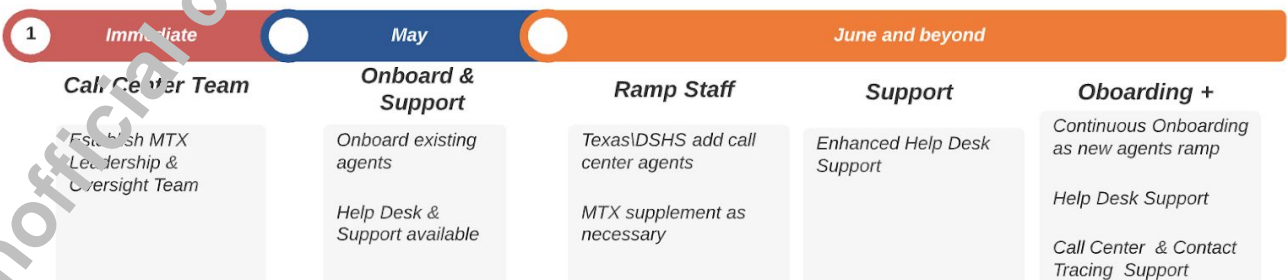 1
Immediate
May
June and beyond
Call Center Team
Establish MTX
Leadership &
Oversight Team
Onboard &
Support
Onboard existing
agents
Help Desk &
Support available
Ramp Staff
Texas\DSHS add call
center agents
MTX supplement as
necessary
Support
Enhanced Help Desk
Support
Oboarding +
Continuous Onboarding
as new agents ramp
Help Desk Support
Call Center & Contact
Tracing Support